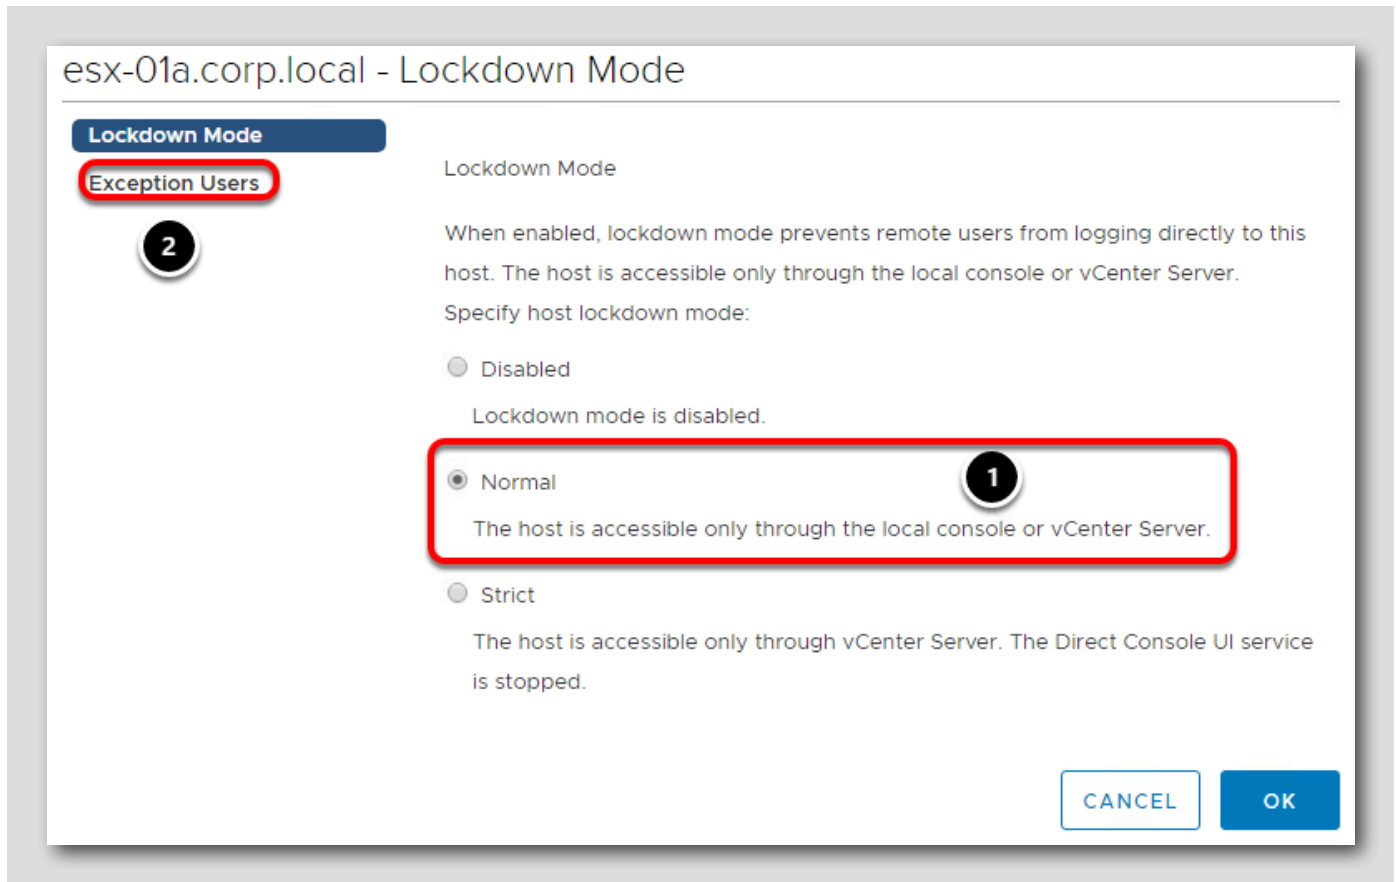 esx-01a.corp.local - Lockdown Mode
Lockdown Mode
Exception Users
2
Lockdown Mode
When enabled, lockdown mode prevents remote users from logging directly to this
host. The host is accessible only through the local console or vCenter Server.
Specify host lockdown mode:
Disabled
Lockdown mode is disabled.
Normal
1
The host is accessible only through the local console or vCenter Server.
Strict
The host is accessible only through vCenter Server. The Direct Console UI service
is stopped.
CANCEL
OK